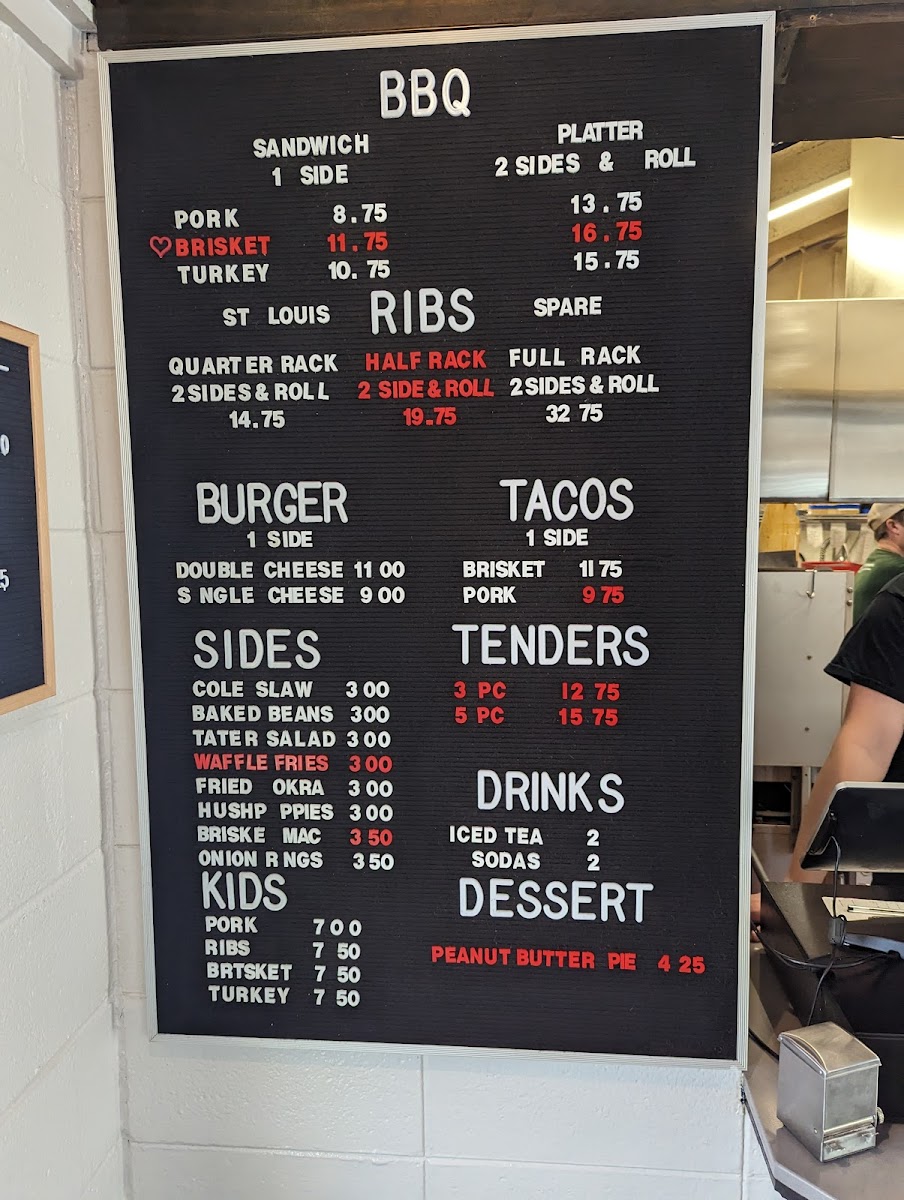 BBQ
SANDWICH PLATTER
1 SIDE 2 SIDES & ROLL
PORK 8.75 13.75
BRISKET 11.75 16.75
TURKEY 10.75 15.75
ST LOUIS RIBS SPARE
QUARTER RACK HALF RACK FULL RACK
2 SIDES & ROLL 2 SIDE & ROLL 2 SIDES & ROLL
14.75 19.75 32 75
BURGER
1 SIDE
DOUBLE CHEESE 11 00
S NGLE CHEESE 9 00
TACOS
1 SIDE
BRISKET 11 75
PORK 9 75
SIDES
COLE SLAW 3 00
BAKED BEANS 3 00
TATER SALAD 3 00
WAFFLE FRIES 3 00
FRIED OKRA 3 00
HUSHP PPIES 3 00
BRISKE MAC 3 50
ONION R NGS 3 50
TENDERS
3 PC 12 75
5 PC 15 75
DRINKS
ICED TEA 2
SODAS 2
KIDS
PORK 7 00
RIBS 7 50
BRTSKET 7 50
TURKEY 7 50
DESSERT
PEANUT BUTTER PIE 4 25